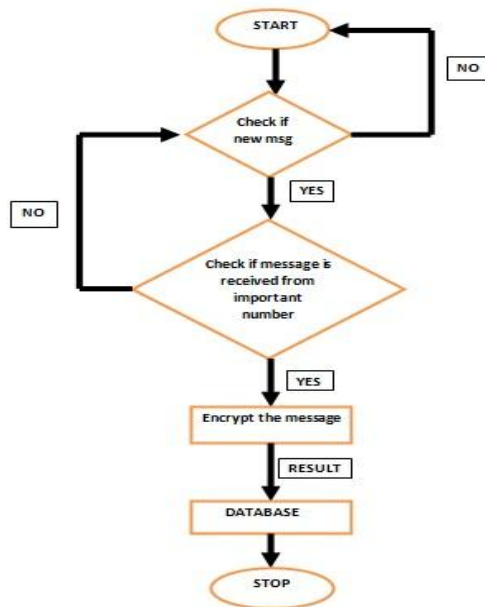 START
NO
Check if
new msg
YES
NO
Check if message is
received from
important
number
YES
Encrypt the message
RESULT
DATABASE
STOP